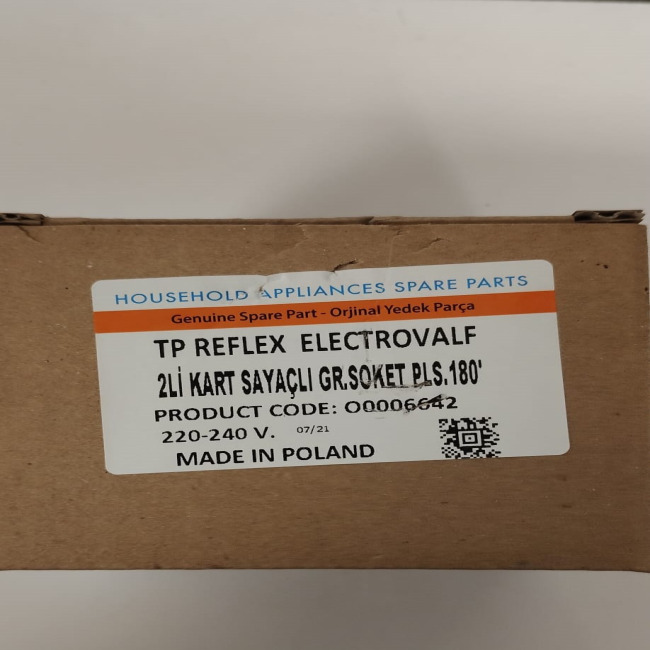 HOUSEHOLD APPLIANCES SPARE PARTS
Genuine Spare Part - Orjinal Yedek Parça
TP REFLEX ELECTROVALF
2Lİ KART SAYAÇLI GR.SOKET PLS.180'
PRODUCT CODE: O0006642
220-240 V. 07/21
MADE IN POLAND